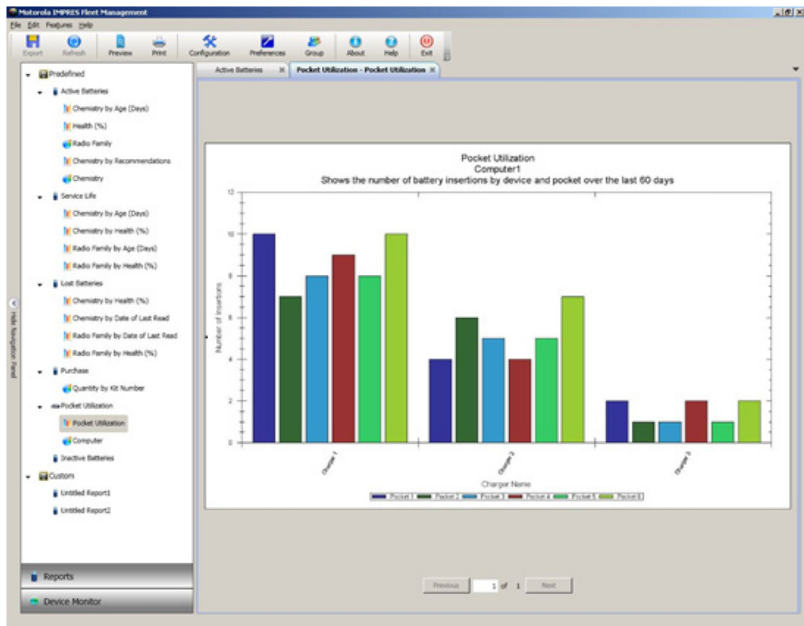 Motorola IMPRES Fleet Management
File Edit Features Help
Export Refresh Preview Print Configuration Preferences Group About Help Exit
Active Batteries
Pocket Utilization - Pocket Utilization
Predefined
Active Batteries
Chemistry by Age (Days)
Health (%)
Radio Family
Chemistry by Recommendations
Chemistry
Service Life
Chemistry by Age (Days)
Chemistry by Health (%)
Radio Family by Age (Days)
Radio Family by Health (%)
Lost Batteries
Chemistry by Health (%)
Chemistry by Date of Last Read
Radio Family by Date of Last Read
Radio Family by Health (%)
Purchase
Quantity by Kit Number
Pocket Utilization
Pocket Utilization
Computer
Inactive Batteries
Custom
Untitled Report1
Untitled Report2
Reports
Device Monitor
Hide Navigation Panel
Pocket Utilization
Computer1
Shows the number of battery insertions by device and pocket over the last 60 days
Number of Insertions
12
10
8
6
4
2
0
Charger 1
Charger 2
Charger 3
Charger Name
Pocket 1 Pocket 2 Pocket 3 Pocket 4 Pocket 5 Pocket 6
Previous 1 of 1 Next